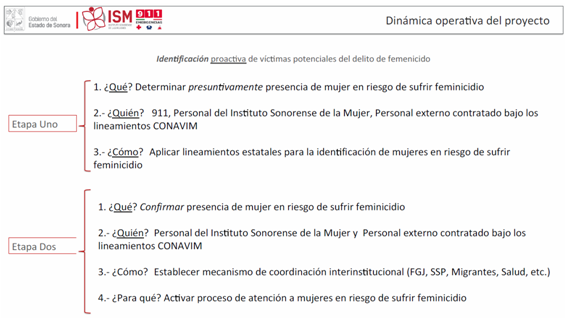 Gobierno del
Estado de Sonora
ISM
911
EMERGENCIAS
Dinámica operativa del proyecto
Identificación proactiva de víctimas potenciales del delito de femenicido
Etapa Uno
1. ¿Qué? Determinar presuntivamente presencia de mujer en riesgo de sufrir feminicidio
2.- ¿Quién? 911, Personal del Instituto Sonorense de la Mujer, Personal externo contratado bajo los
lineamientos CONAVIM
3.- ¿Cómo? Aplicar lineamientos estatales para la identificación de mujeres en riesgo de sufrir
feminicidio
Etapa Dos
1. ¿Qué? Confirmar presencia de mujer en riesgo de sufrir feminicidio
2.- ¿Quién? Personal del Instituto Sonorense de la Mujer y Personal externo contratado bajo los
lineamientos CONAVIM
3.- ¿Cómo? Establecer mecanismo de coordinación interinstitucional (FGJ, SSP, Migrantes, Salud, etc.)
4.- ¿Para qué? Activar proceso de atención a mujeres en riesgo de sufrir feminicidio